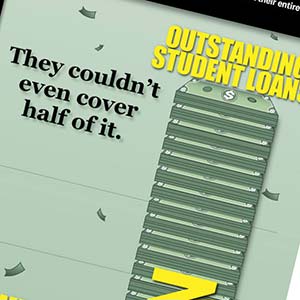 their entire
OUTSTANDING
STUDENT LOANS
They couldn't
even cover
half of it.
$